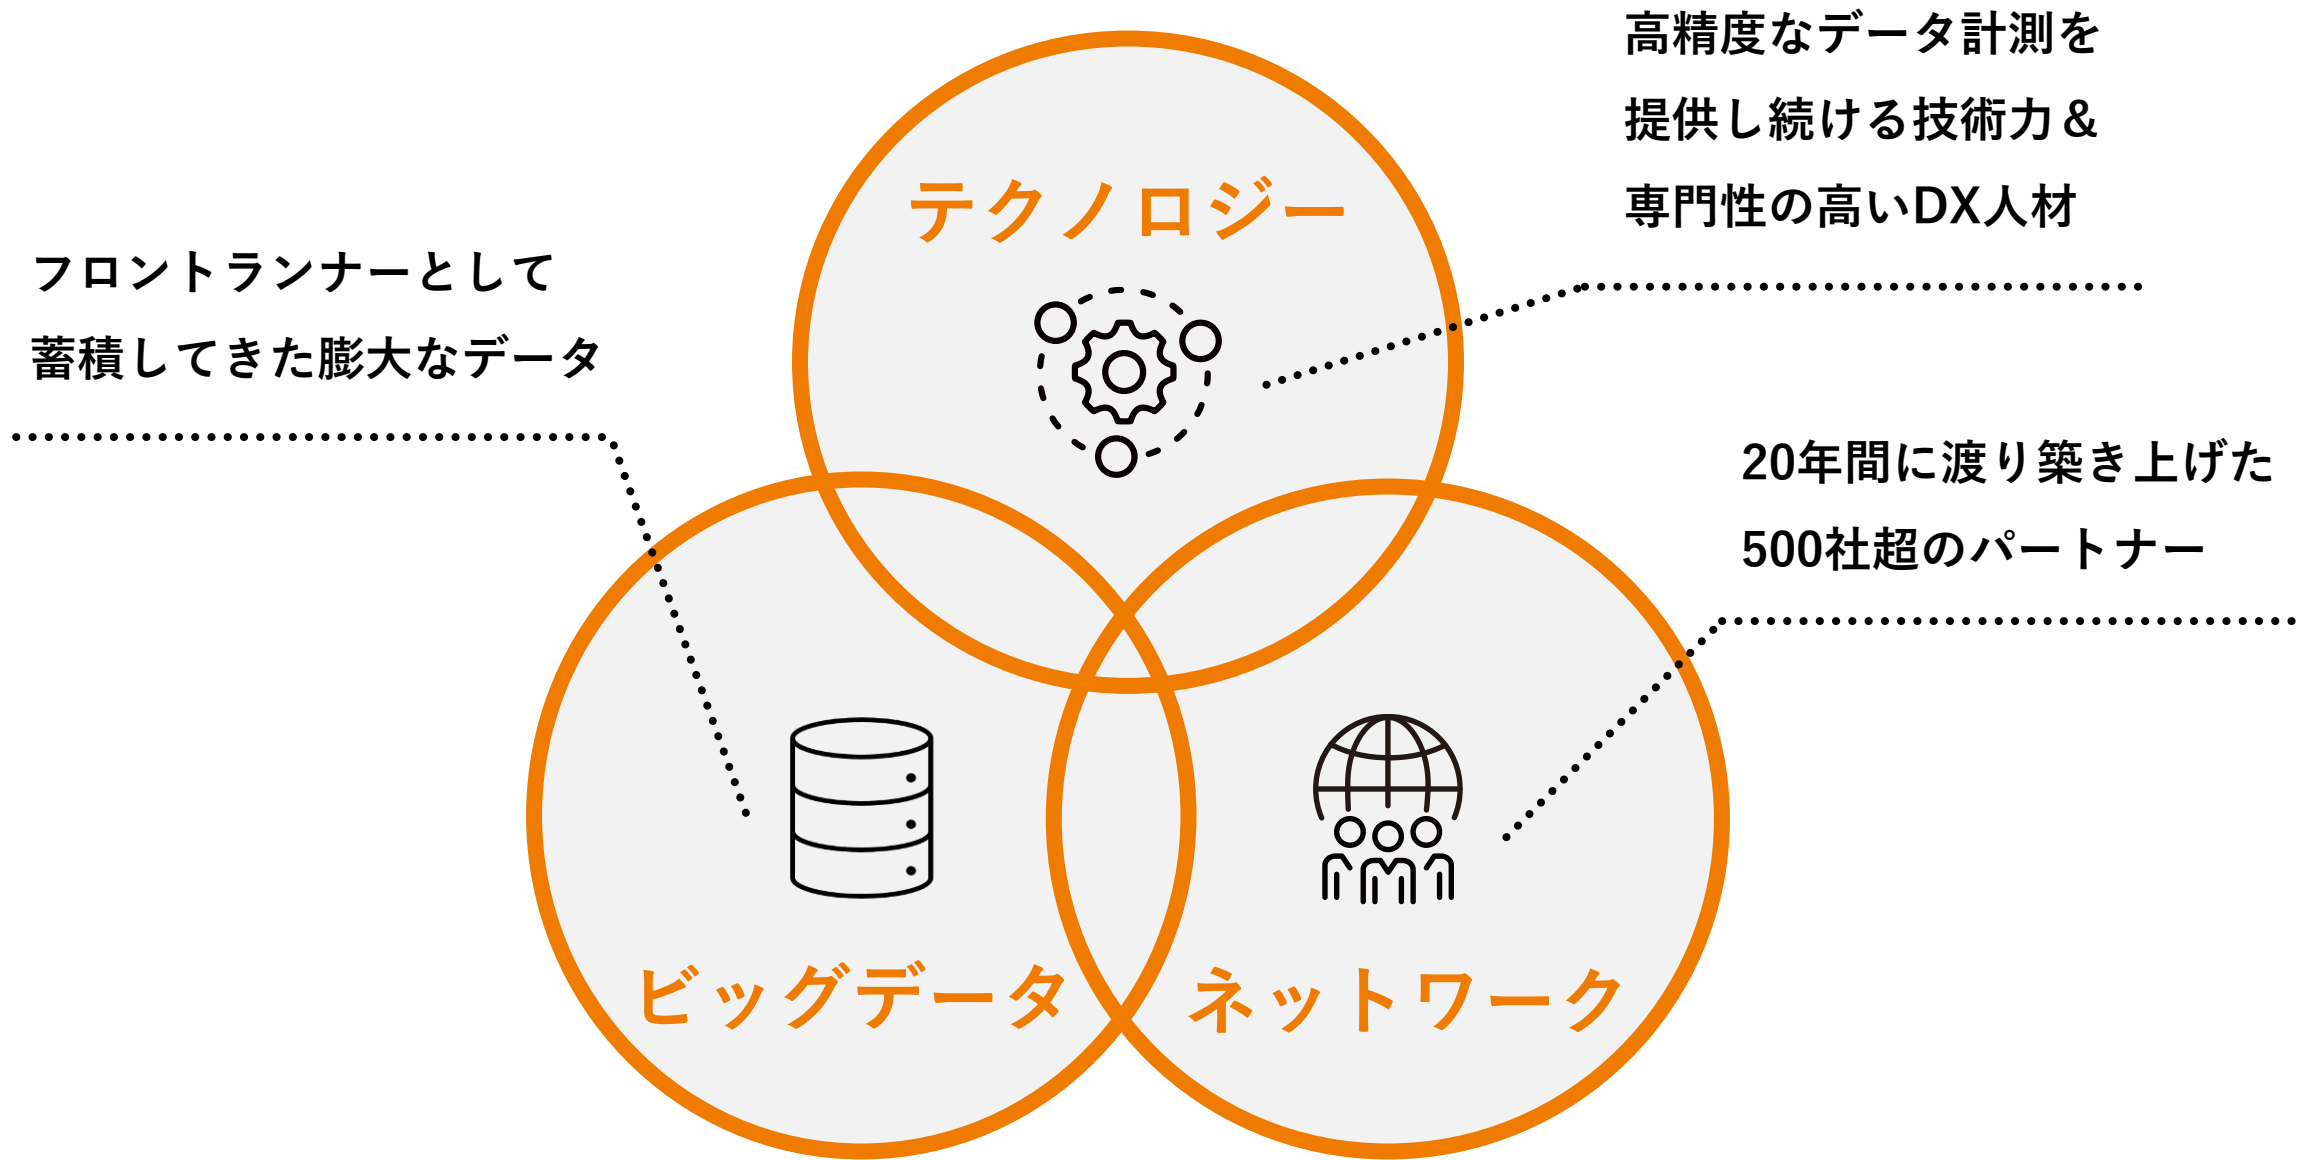 高精度なデータ計測を
提供し続ける技術力＆
専門性の高いDX人材
テクノロジー
フロントランナーとして
蓄積してきた膨大なデータ
20年間に渡り築き上げた
500社超のパートナー
ビッグデータ
ネットワーク